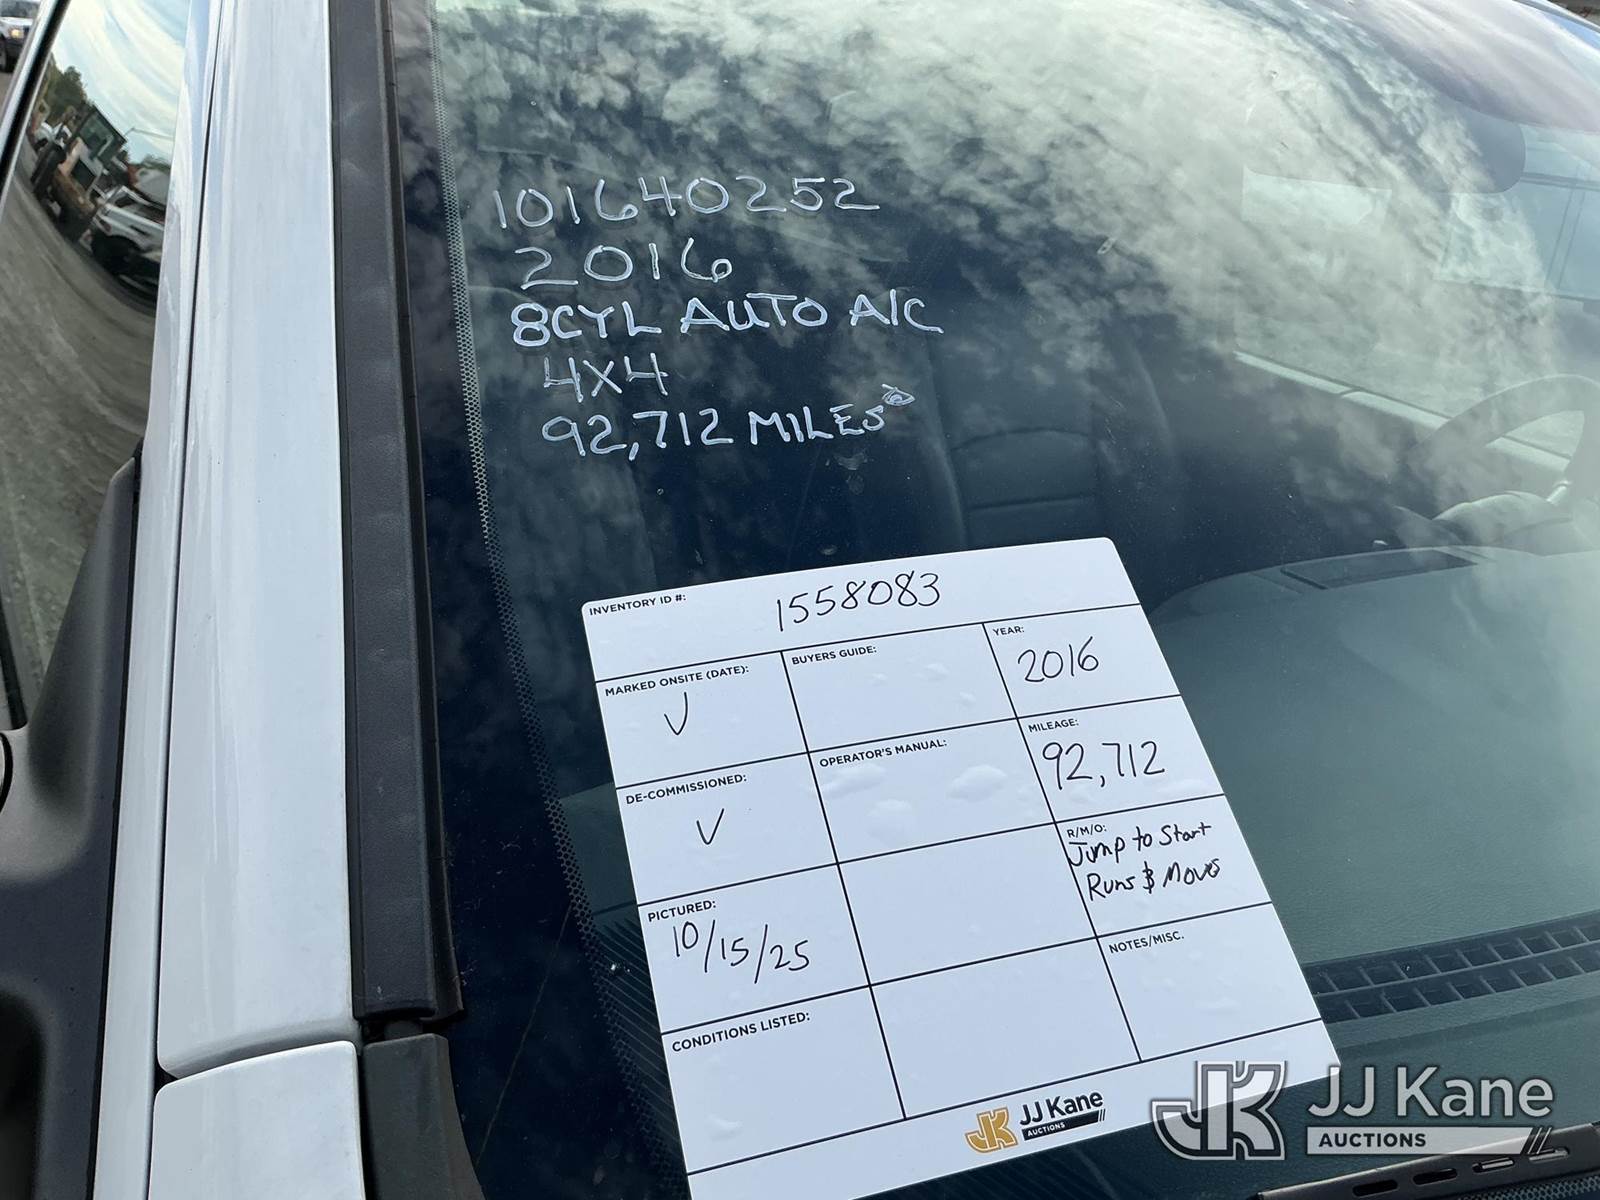 101640252
2016
8CYL AUTO A/C
4X4
92,712 MILES
INVENTORY ID #: 1558083
MARKED ONSITE (DATE): ✓
BUYERS GUIDE:
YEAR: 2016
DE-COMMISSIONED: ✓
OPERATOR'S MANUAL:
MILEAGE: 92,712
PICTURED: 10/15/25
R/M/O:
Jump to Start
Runs & Moves
CONDITIONS LISTED:
NOTES/MISC.
JJ Kane
AUCTIONS
JJ Kane
AUCTIONS